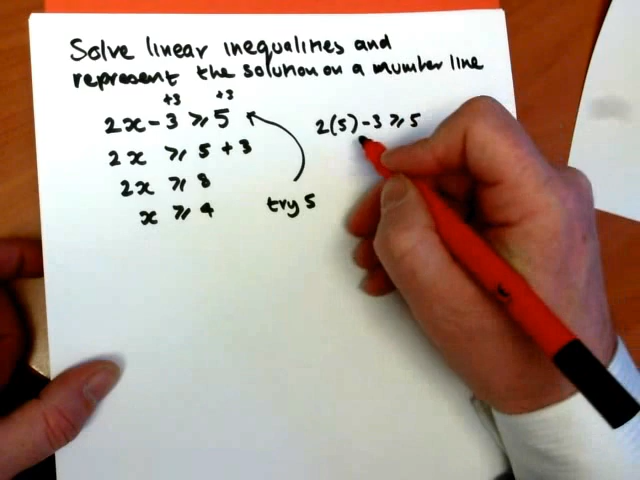 Solve linear inequalities and
represent the solution on a number line
+3 +3
2x - 3 ⩾ 5
2(5) - 3 ⩾ 5
2x ⩾ 5 + 3
2x ⩾ 8
x ⩾ 4
try 5